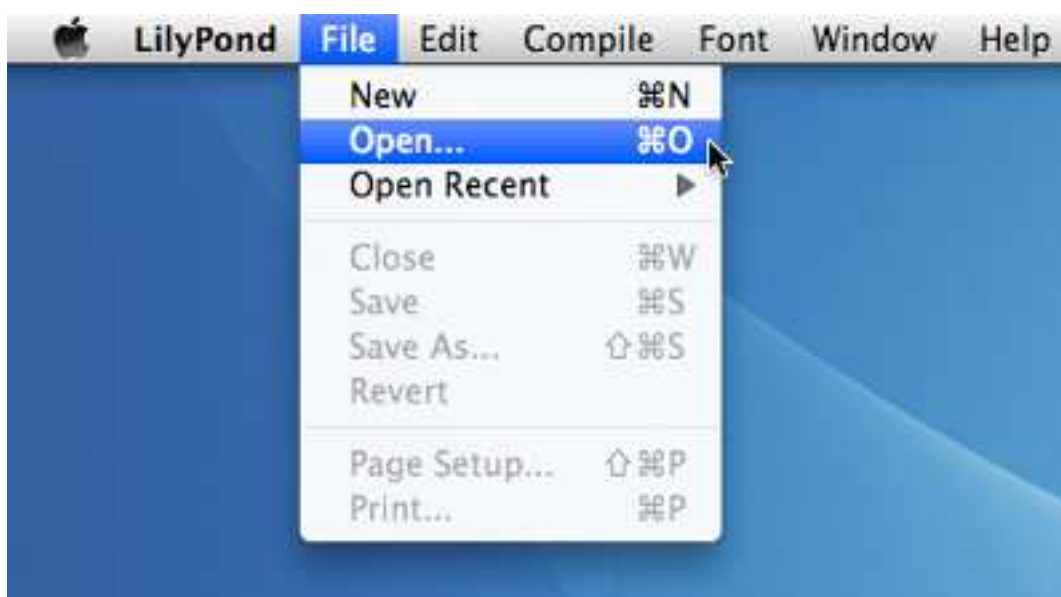 LilyPond File Edit Compile Font Window Help
New ⌘N
Open... ⌘O
Open Recent ▶
Close ⌘W
Save ⌘S
Save As... ⇧⌘S
Revert
Page Setup... ⇧⌘P
Print... ⌘P